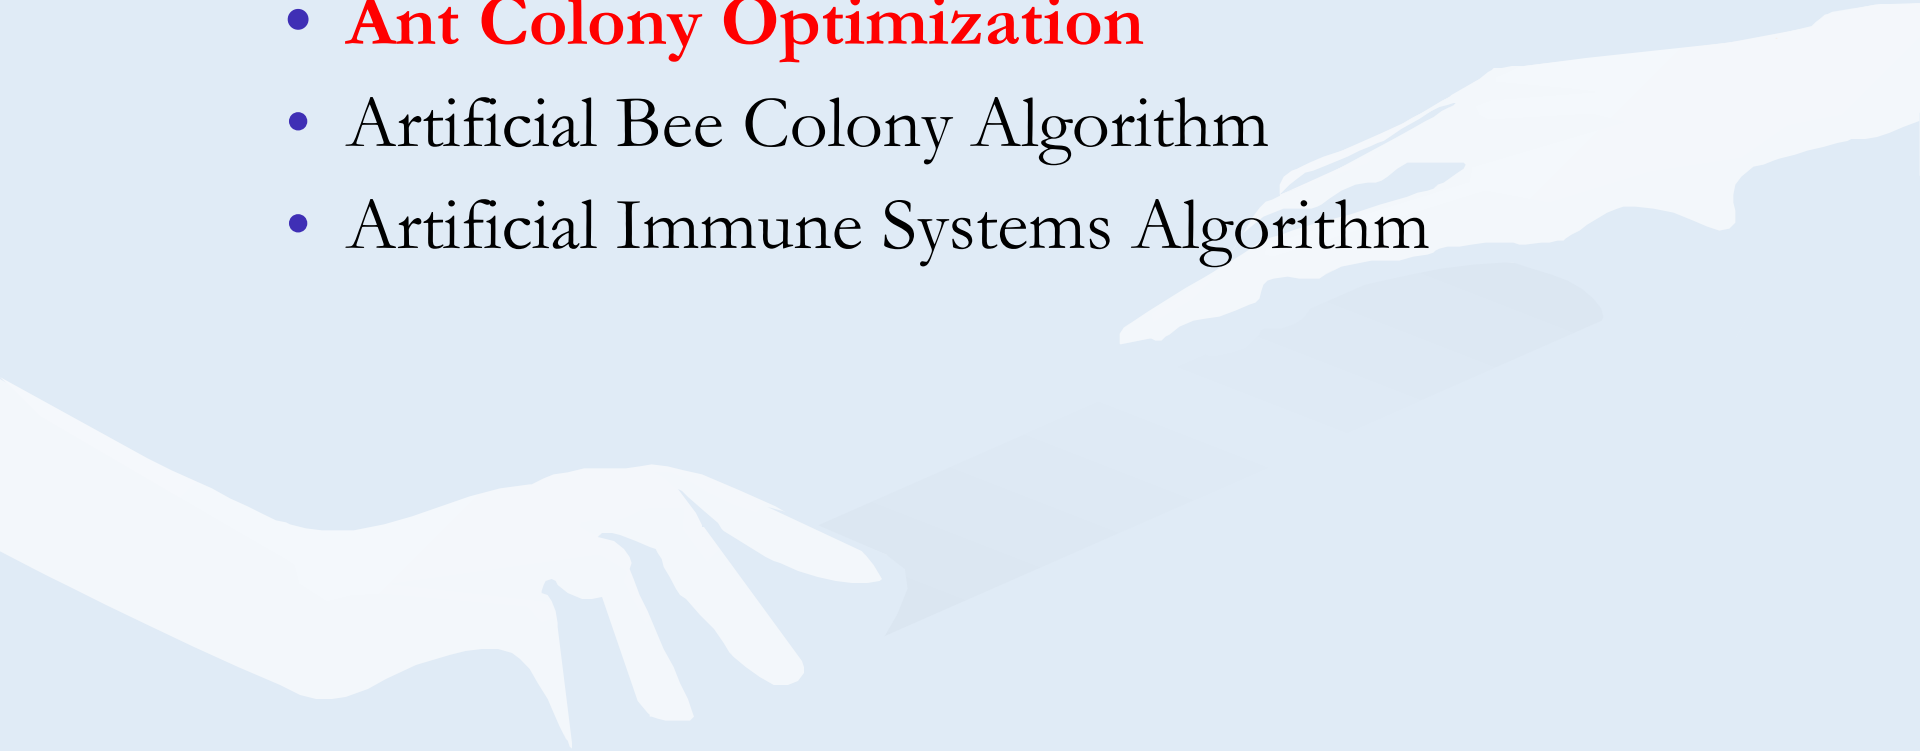 • Ant Colony Optimization
• Artificial Bee Colony Algorithm
• Artificial Immune Systems Algorithm